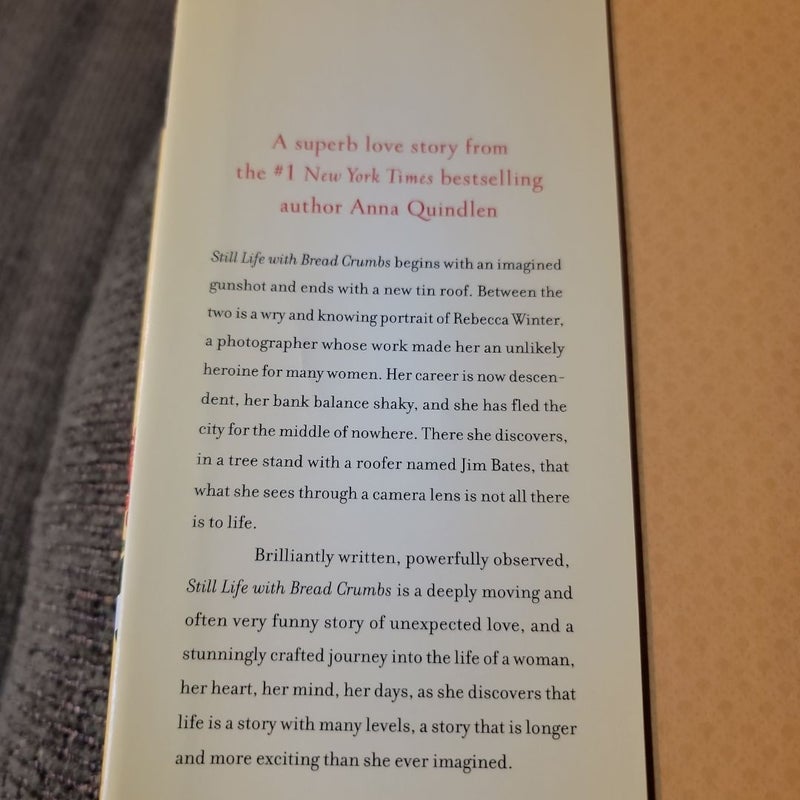 A superb love story from
the #1 New York Times bestselling
author Anna Quindlen
Still Life with Bread Crumbs begins with an imagined
gunshot and ends with a new tin roof. Between the
two is a wry and knowing portrait of Rebecca Winter,
a photographer whose work made her an unlikely
heroine for many women. Her career is now descen-
dent, her bank balance shaky, and she has fled the
city for the middle of nowhere. There she discovers,
in a tree stand with a roofer named Jim Bates, that
what she sees through a camera lens is not all there
is to life.
Brilliantly written, powerfully observed,
Still Life with Bread Crumbs is a deeply moving and
often very funny story of unexpected love, and a
stunningly crafted journey into the life of a woman,
her heart, her mind, her days, as she discovers that
life is a story with many levels, a story that is longer
and more exciting than she ever imagined.